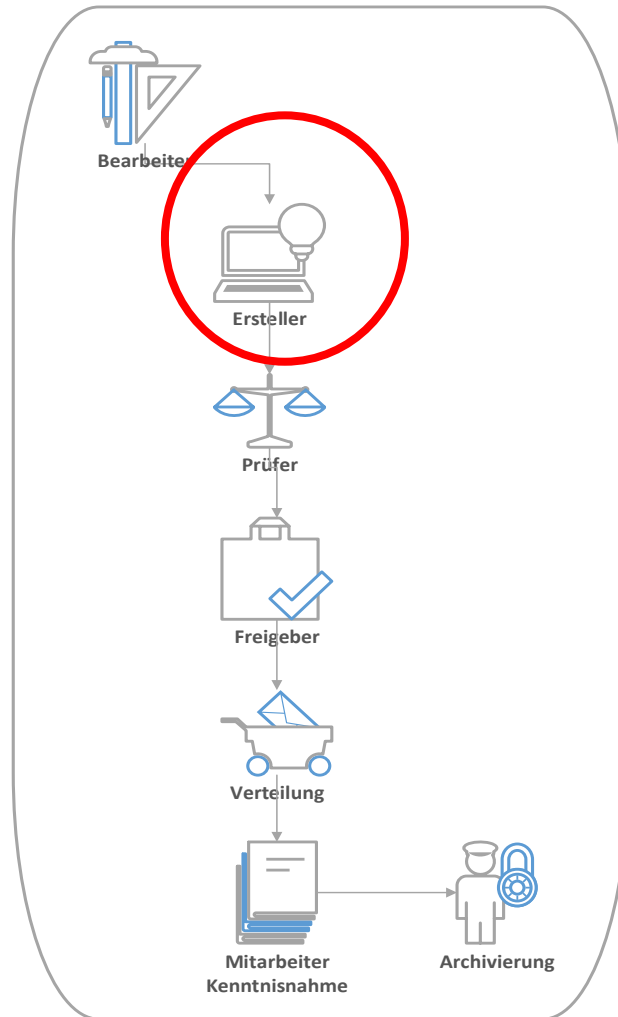 Bearbeiter
Ersteller
Prüfer
Freigeber
Verteilung
Mitarbeiter
Kenntnisnahme
Archivierung